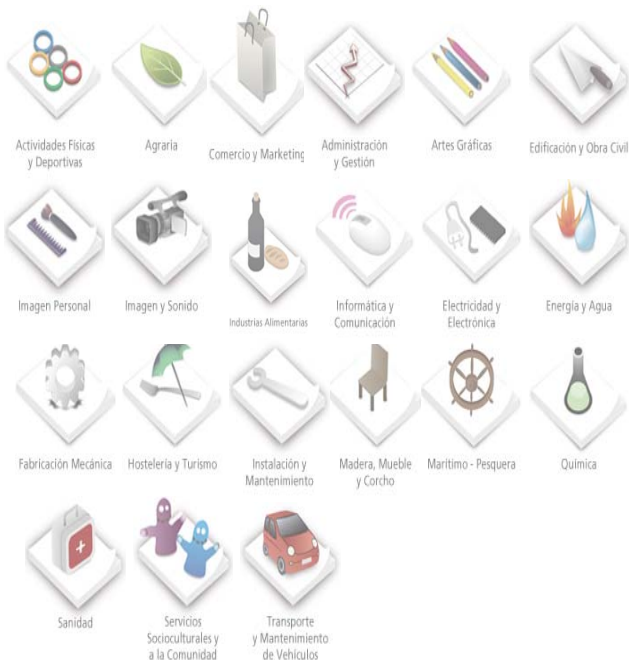 Actividades Físicas
y Deportivas
Agraria
Comercio y Marketing
Administración
y Gestión
Artes Gráficas
Edificación y Obra Civil
Imagen Personal
Imagen y Sonido
Industrias Alimentarias
Informática y
Comunicación
Electricidad y
Electrónica
Energía y Agua
Fabricación Mecánica
Hostelería y Turismo
Instalación y
Mantenimiento
Madera, Mueble
y Corcho
Marítimo - Pesquera
Química
Sanidad
Servicios
Socioculturales y
a la Comunidad
Transporte
y Mantenimiento
de Vehículos